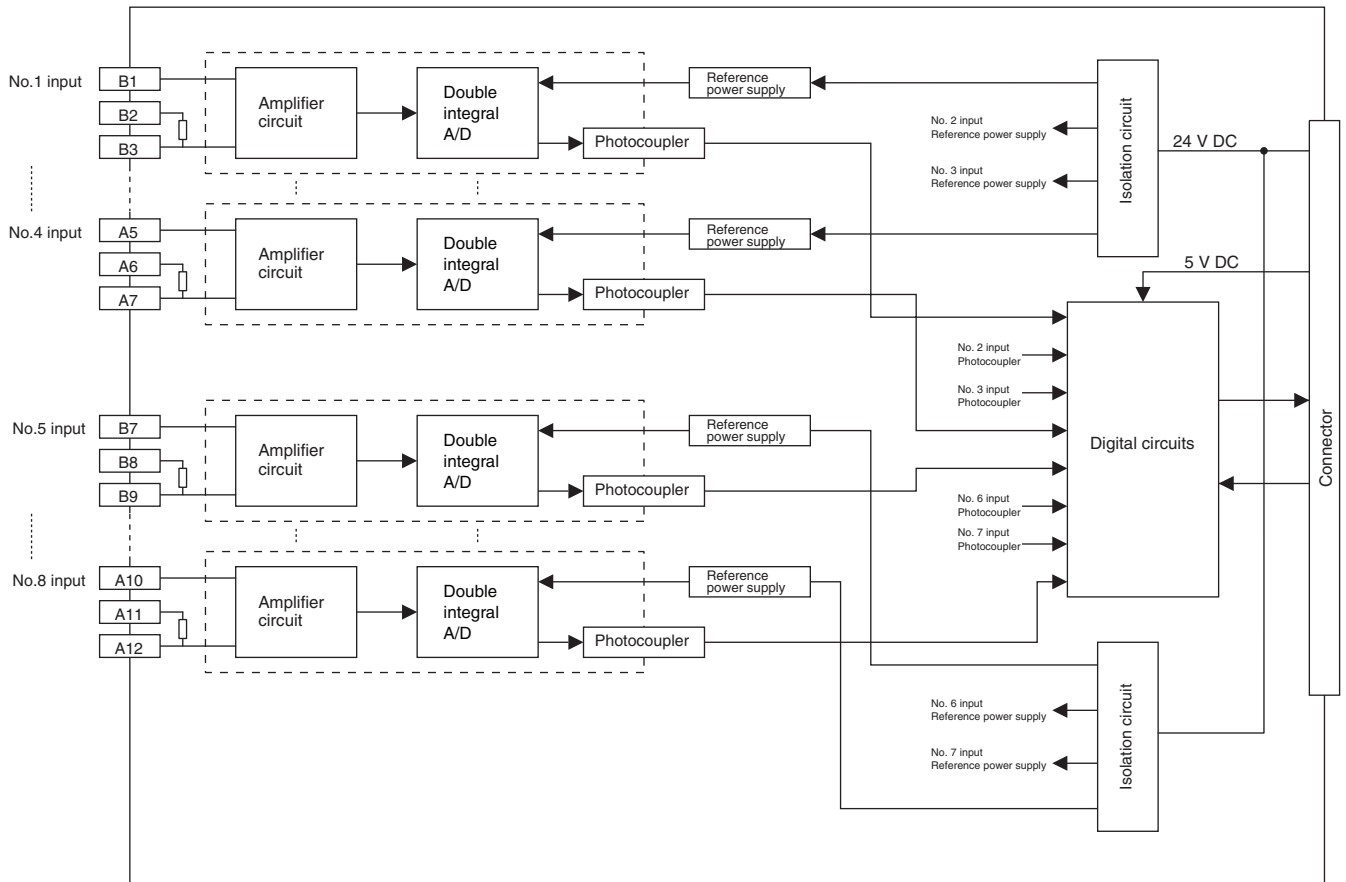 No.1 input
B1
B2
B3
Amplifier
circuit
Double
integral
A/D
Photocoupler
Reference
power supply
No. 2 input
Reference power supply
No. 3 input
Reference power supply
Isolation circuit
24 V DC
No.4 input
A5
A6
A7
Amplifier
circuit
Double
integral
A/D
Photocoupler
Reference
power supply
5 V DC
No. 2 input
Photocoupler
No. 3 input
Photocoupler
Digital circuits
Connector
No.5 input
B7
B8
B9
Amplifier
circuit
Double
integral
A/D
Photocoupler
Reference
power supply
No. 6 input
Photocoupler
No. 7 input
Photocoupler
No.8 input
A10
A11
A12
Amplifier
circuit
Double
integral
A/D
Photocoupler
Reference
power supply
No. 6 input
Reference power supply
No. 7 input
Reference power supply
Isolation circuit